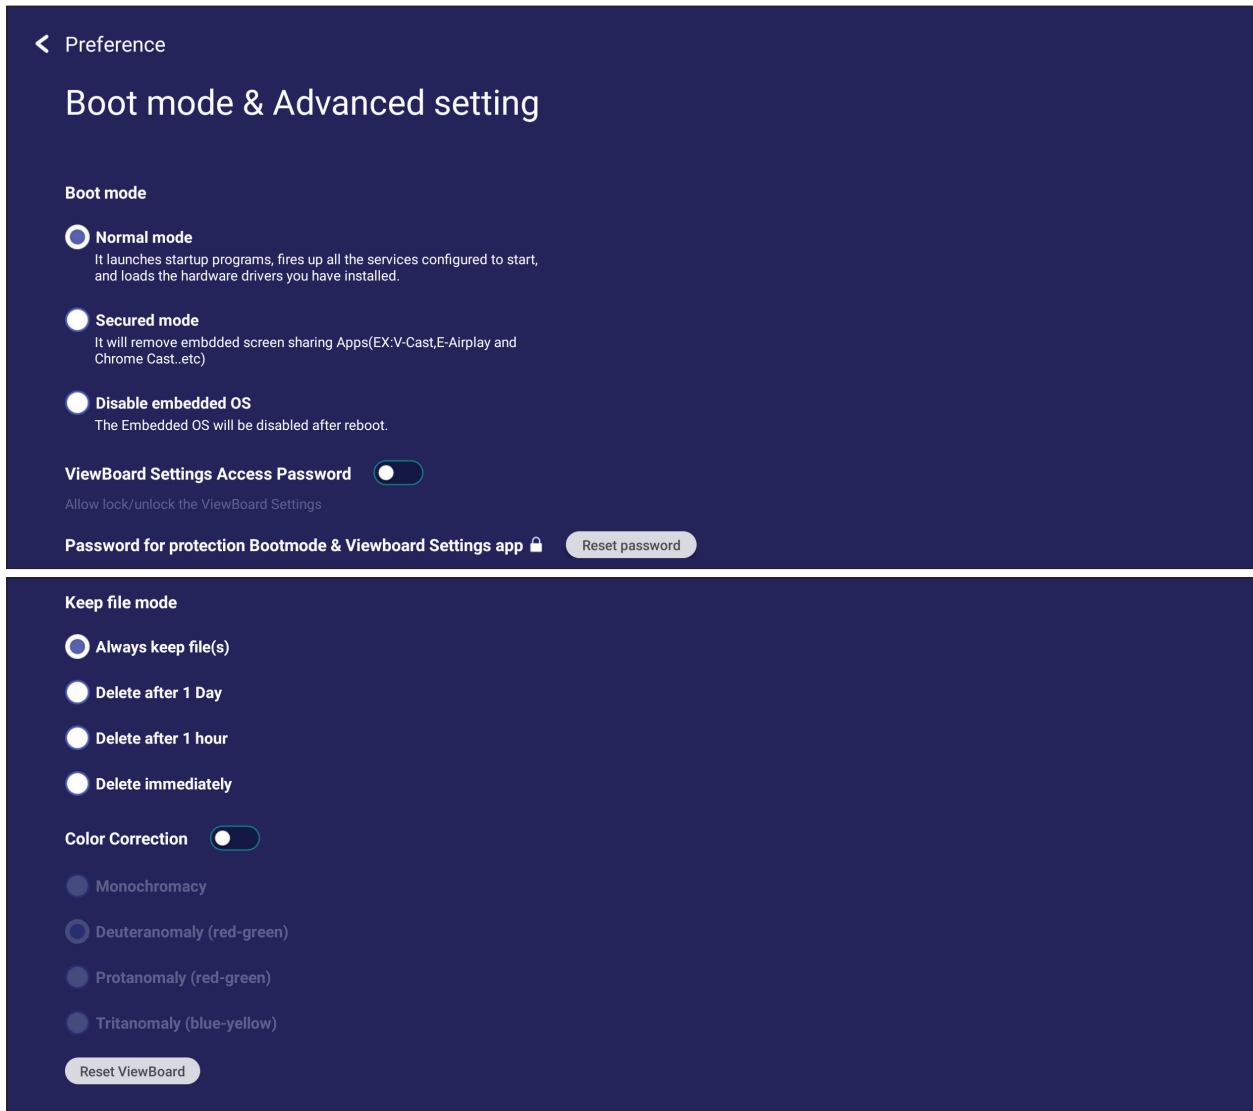 Preference
Boot mode & Advanced setting
Boot mode
Normal mode
It launches startup programs, fires up all the services configured to start,
and loads the hardware drivers you have installed.
Secured mode
It will remove embdded screen sharing Apps(EX:V-Cast,E-Airplay and
Chrome Cast..etc)
Disable embedded OS
The Embedded OS will be disabled after reboot.
ViewBoard Settings Access Password
Allow lock/unlock the ViewBoard Settings
Password for protection Bootmode & Viewboard Settings app Reset password
Keep file mode
Always keep file(s)
Delete after 1 Day
Delete after 1 hour
Delete immediately
Color Correction
Monochromacy
Deuteranomaly (red-green)
Protanomaly (red-green)
Tritanomaly (blue-yellow)
Reset ViewBoard